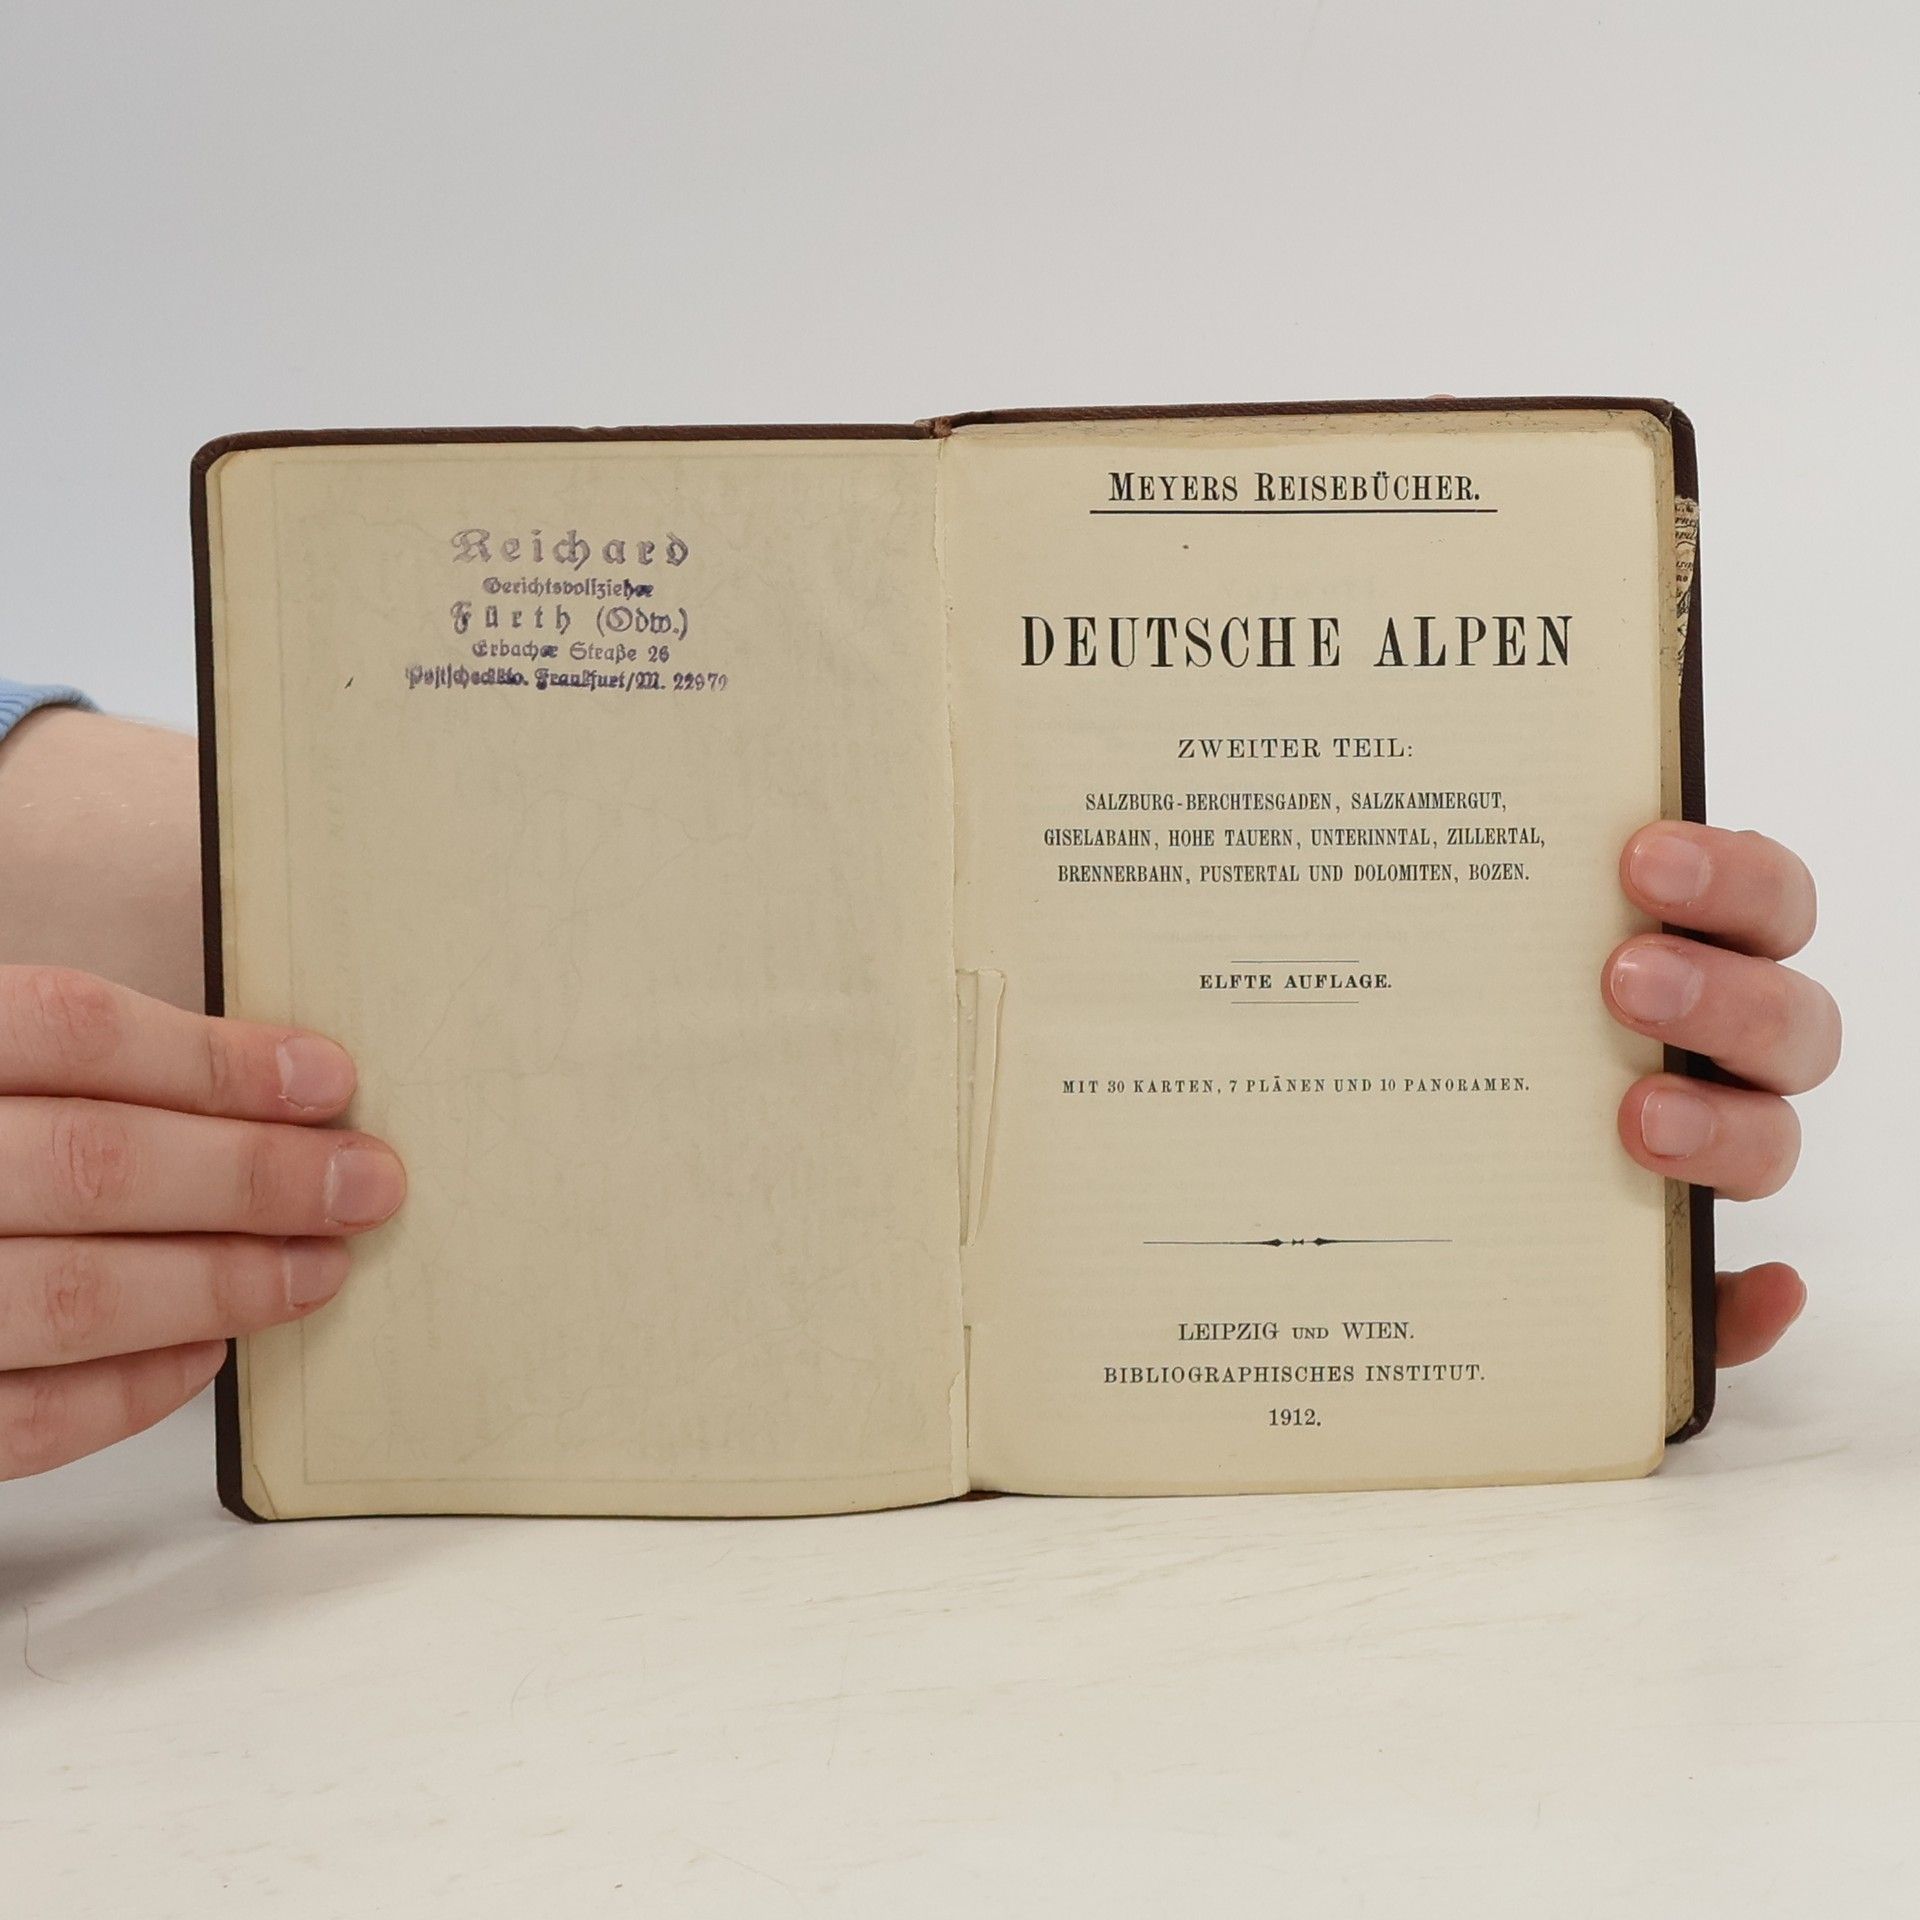 Reichard
Gerichtsvollzieher
Fürth (Odw.)
Erbacher Straße 26
Postscheckkto. Frankfurt/M. 22972
MEYERS REISEBÜCHER.
DEUTSCHE ALPEN
ZWEITER TEIL:
SALZBURG-BERCHTESGADEN, SALZKAMMERGUT,
GISELABAHN, HOHE TAUERN, UNTERINNTAL, ZILLERTAL,
BRENNERBAHN, PUSTERTAL UND DOLOMITEN, BOZEN.
ELFTE AUFLAGE.
MIT 30 KARTEN, 7 PLÄNEN UND 10 PANORAMEN.
LEIPZIG UND WIEN.
BIBLIOGRAPHISCHES INSTITUT.
1912.